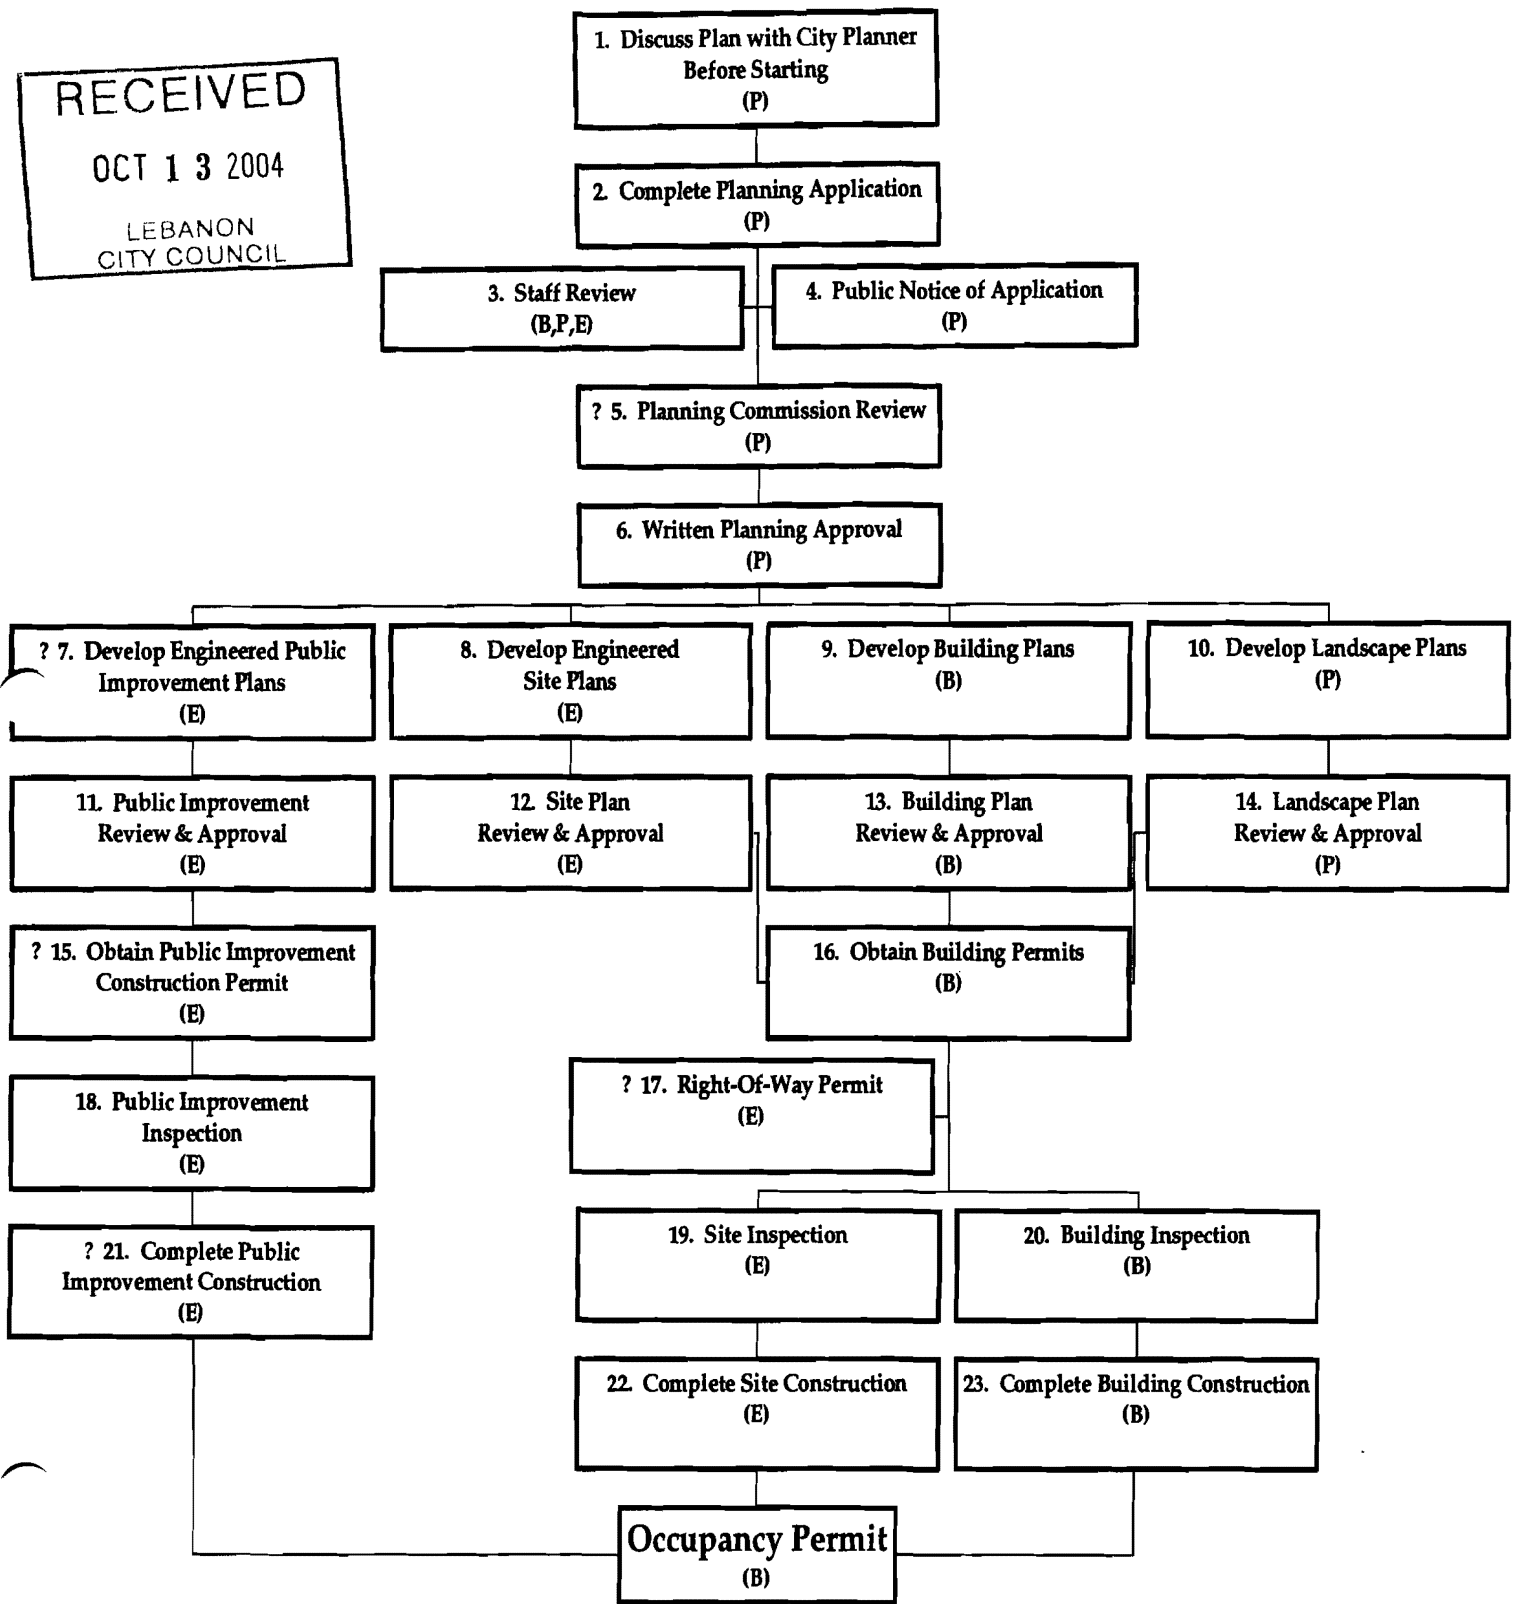 RECEIVED
OCT 1 3 2004
LEBANON
CITY COUNCIL
1. Discuss Plan with City Planner
Before Starting
(P)
2. Complete Planning Application
(P)
3. Staff Review
(B,P,E)
4. Public Notice of Application
(P)
? 5. Planning Commission Review
(P)
6. Written Planning Approval
(P)
? 7. Develop Engineered Public
Improvement Plans
(E)
8. Develop Engineered
Site Plans
(E)
9. Develop Building Plans
(B)
10. Develop Landscape Plans
(P)
11. Public Improvement
Review & Approval
(E)
12. Site Plan
Review & Approval
(E)
13. Building Plan
Review & Approval
(B)
14. Landscape Plan
Review & Approval
(P)
? 15. Obtain Public Improvement
Construction Permit
(E)
16. Obtain Building Permits
(B)
? 17. Right-Of-Way Permit
(E)
18. Public Improvement
Inspection
(E)
19. Site Inspection
(E)
20. Building Inspection
(B)
? 21. Complete Public
Improvement Construction
(E)
22. Complete Site Construction
(E)
23. Complete Building Construction
(B)
Occupancy Permit
(B)